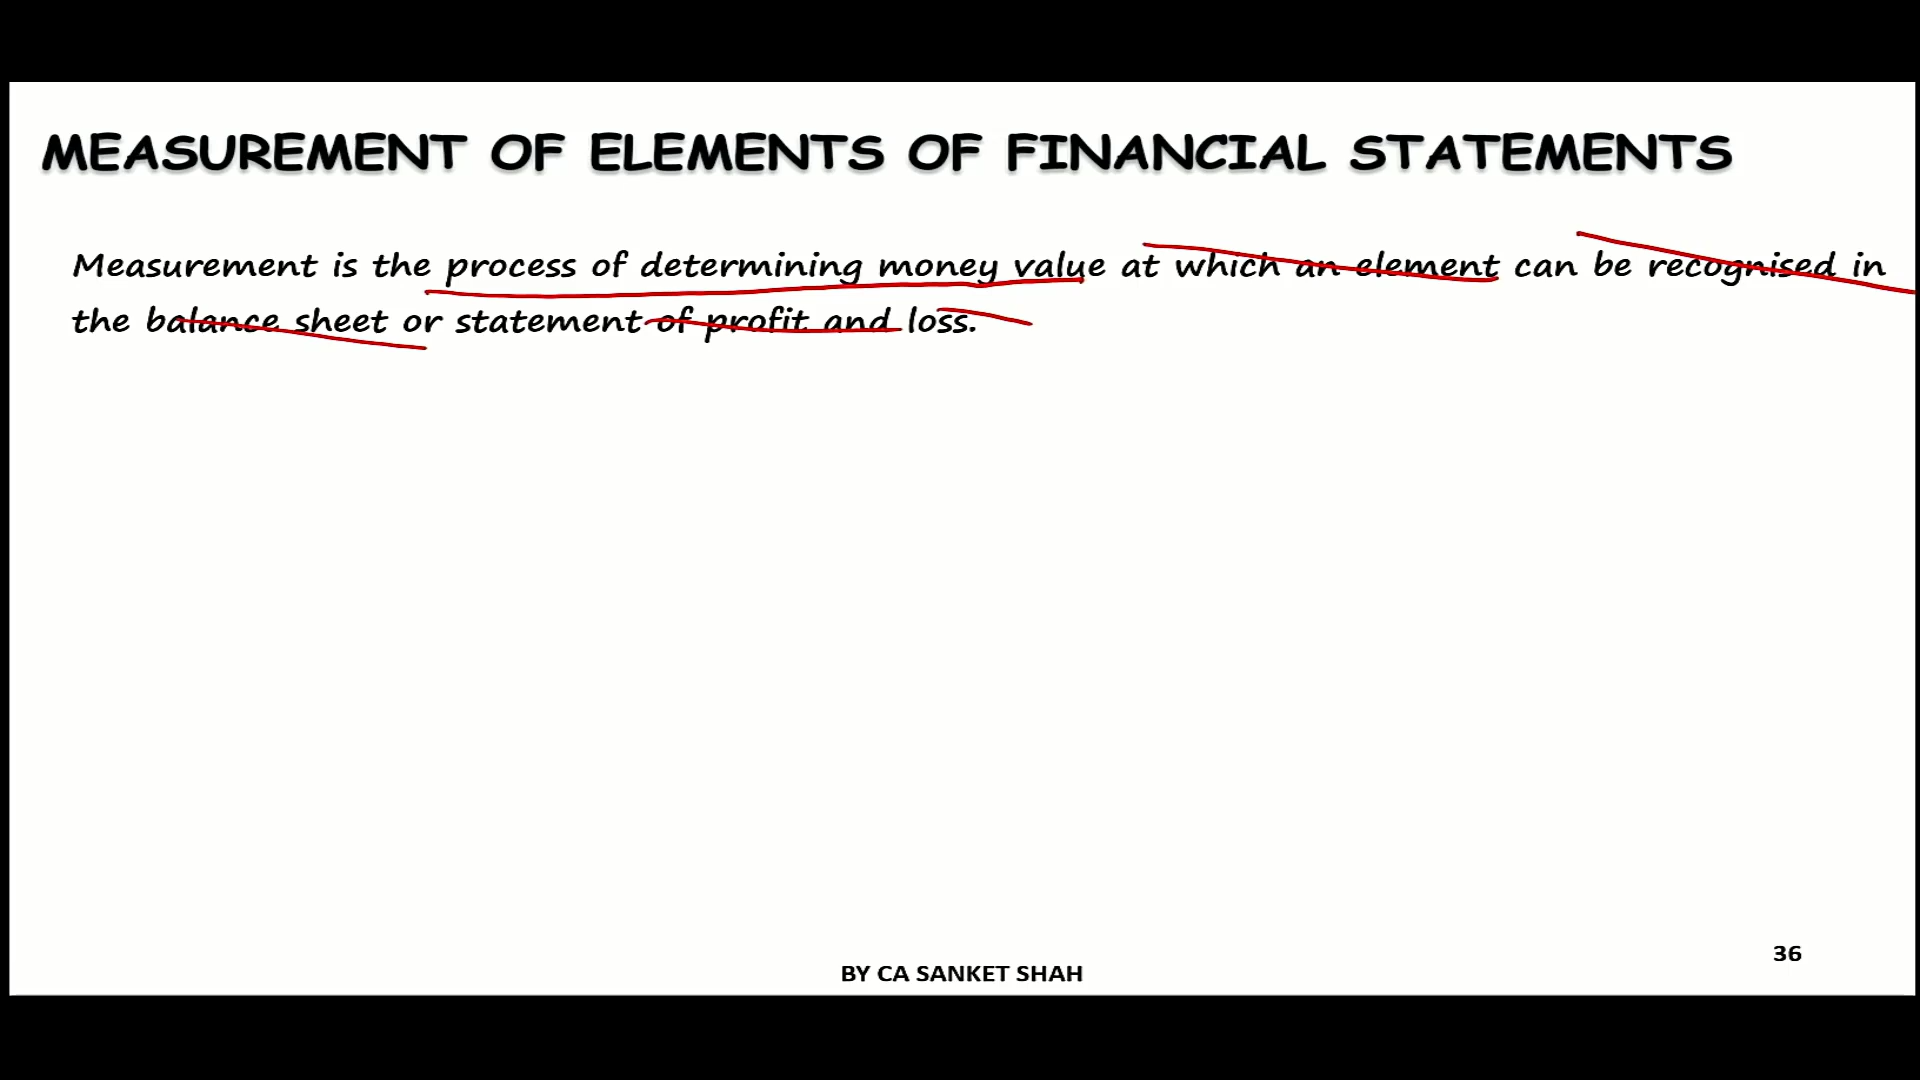 MEASUREMENT OF ELEMENTS OF FINANCIAL STATEMENTS
Measurement is the process of determining money value at which an element can be recognised in
the balance sheet or statement of profit and loss.
36
BY CA SANKET SHAH